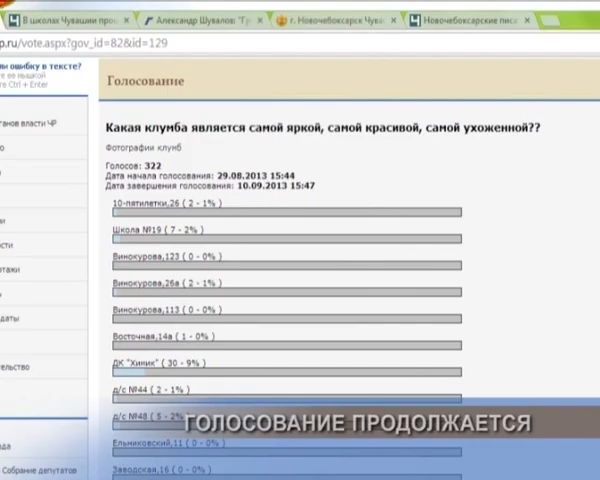 В школах Чувашии про
Александр Шувалов: "Гр
г. Новочебоксарск Чува
Новочебоксарские писа
p.ru/vote.aspx?gov_id=82&id=129
ли ошибку в тексте?
те ее мышкой
те Ctrl + Enter
Голосование
Какая клумба является самой яркой, самой красивой, самой ухоженной??
Фотографии клумб
Голосов: 322
Дата начала голосования: 29.08.2013 15:44
Дата завершения голосования: 10.09.2013 15:47
ганов власти ЧР
10-пятилетки,26 ( 2 - 1% )
Школа №19 ( 7 - 2% )
Винокурова,123 ( 0 - 0% )
Винокурова,26а ( 2 - 1% )
Винокурова,113 ( 0 - 0% )
Восточная,14а ( 1 - 0% )
ДК "Химик" ( 30 - 9% )
ельство
д/с №44 ( 2 - 1% )
д/с №48 ( 5 - 2%
ГОЛОСОВАНИЕ ПРОДОЛЖАЕТСЯ
Ельниковский,11 ( 0 - 0% )
Заводская,16 ( 0 - 0% )
Собрание депутатов